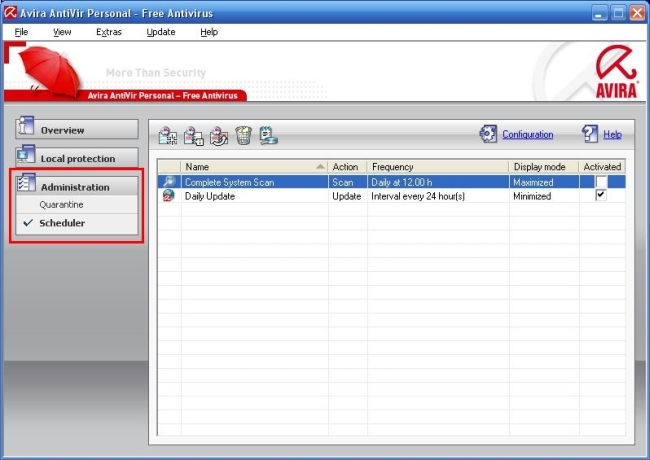 Avira AntiVir Personal - Free Antivirus
File View Extras Update Help
More Than Security
Avira AntiVir Personal – Free Antivirus
AVIRA
Overview
Local protection
Administration
Quarantine
Scheduler
Configuration Help
Name Action Frequency Display mode Activated
Complete System Scan Scan Daily at 12.00 h Maximized
Daily Update Update Interval every 24 hour(s) Minimized